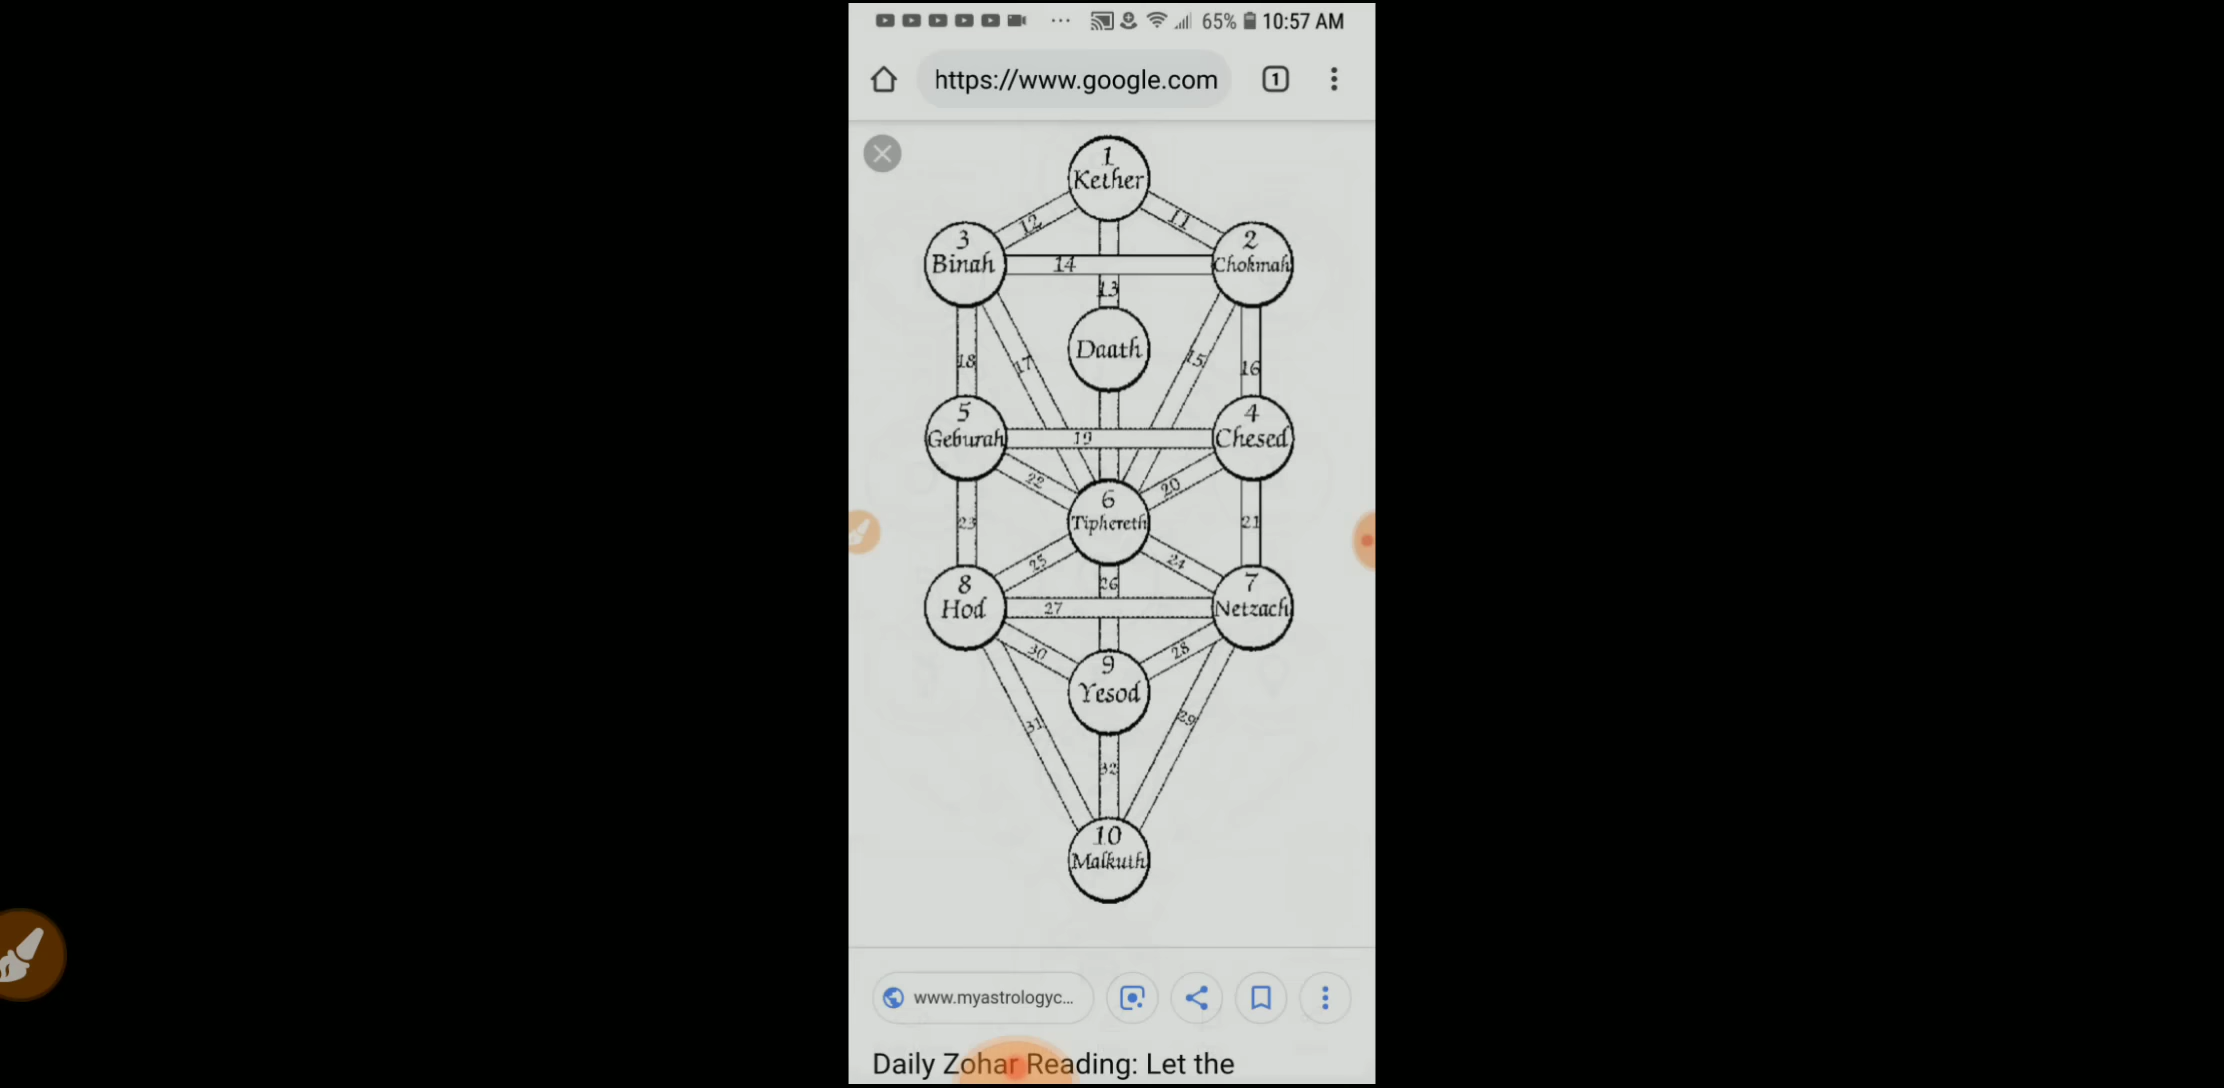 65% 10:57 AM
https://www.google.com
1
1
Kether
12
11
3
Binah
2
Chokmah
14
13
Daath
18
17
15
16
5
Geburah
4
Chesed
19
22
20
6
Tiphereth
23
21
25
24
26
8
Hod
7
Netzach
27
30
28
9
Yesod
31
29
32
10
Malkuth
www.myastrologyc...
Daily Zohar Reading: Let the